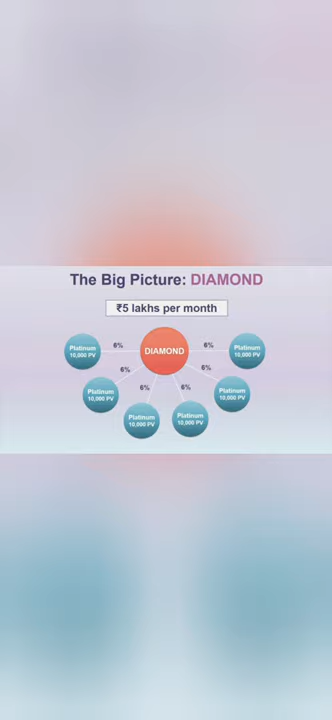 The Big Picture: DIAMOND
₹5 lakhs per month
Platinum
10,000 PV
6%
DIAMOND
6%
Platinum
10,000 PV
Platinum
10,000 PV
6%
6%
Platinum
10,000 PV
Platinum
10,000 PV
6%
6%
Platinum
10,000 PV